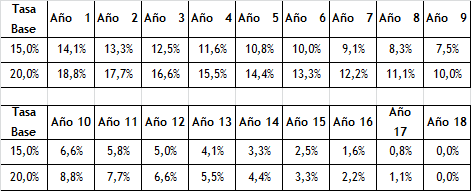 Tasa Base Año 1 Año 2 Año 3 Año 4 Año 5 Año 6 Año 7 Año 8 Año 9
15,0% 14,1% 13,3% 12,5% 11,6% 10,8% 10,0% 9,1% 8,3% 7,5%
20,0% 18,8% 17,7% 16,6% 15,5% 14,4% 13,3% 12,2% 11,1% 10,0%
Tasa Base Año 10 Año 11 Año 12 Año 13 Año 14 Año 15 Año 16 Año 17 Año 18
15,0% 6,6% 5,8% 5,0% 4,1% 3,3% 2,5% 1,6% 0,8% 0,0%
20,0% 8,8% 7,7% 6,6% 5,5% 4,4% 3,3% 2,2% 1,1% 0,0%